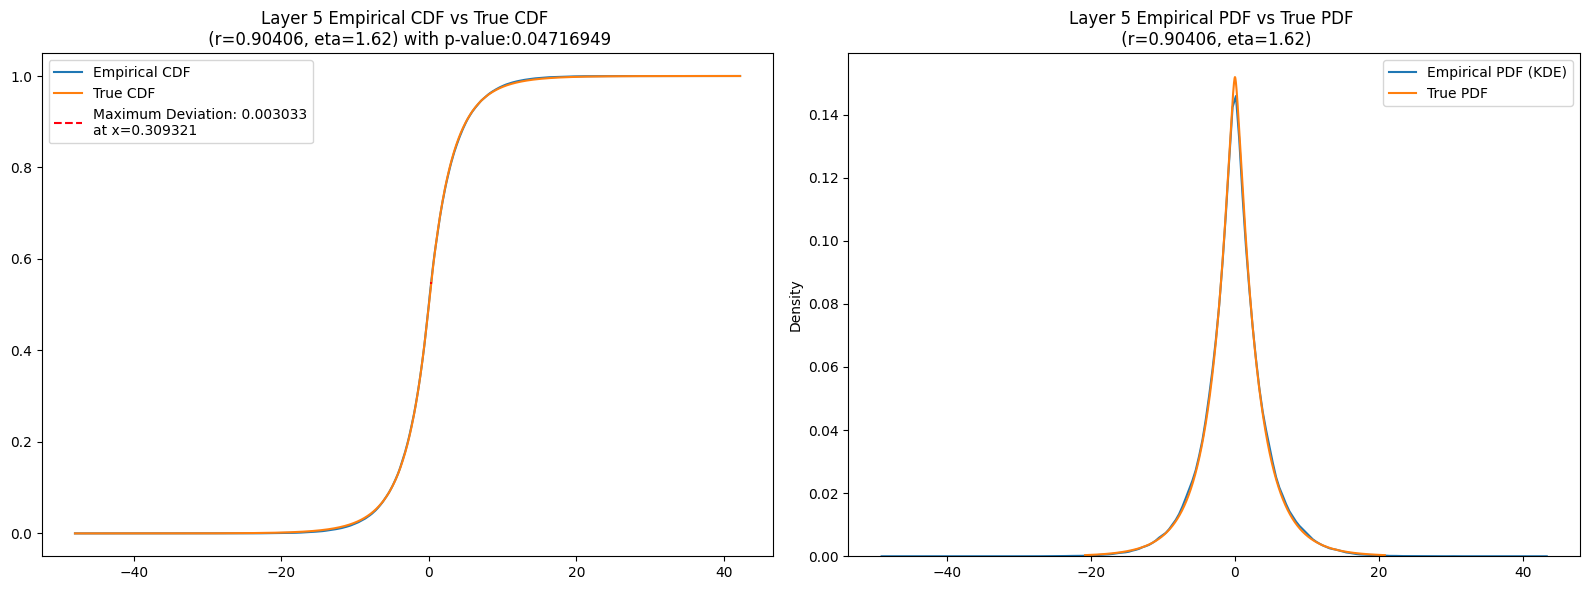 Layer 5 Empirical CDF vs True CDF
(r=0.90406, eta=1.62) with p-value:0.04716949
Empirical CDF
True CDF
Maximum Deviation: 0.003033
at x=0.309321
1.0
0.8
0.6
0.4
0.2
0.0
−40
−20
0
20
40
Layer 5 Empirical PDF vs True PDF
(r=0.90406, eta=1.62)
Empirical PDF (KDE)
True PDF
Density
0.14
0.12
0.10
0.08
0.06
0.04
0.02
0.00
−40
−20
0
20
40